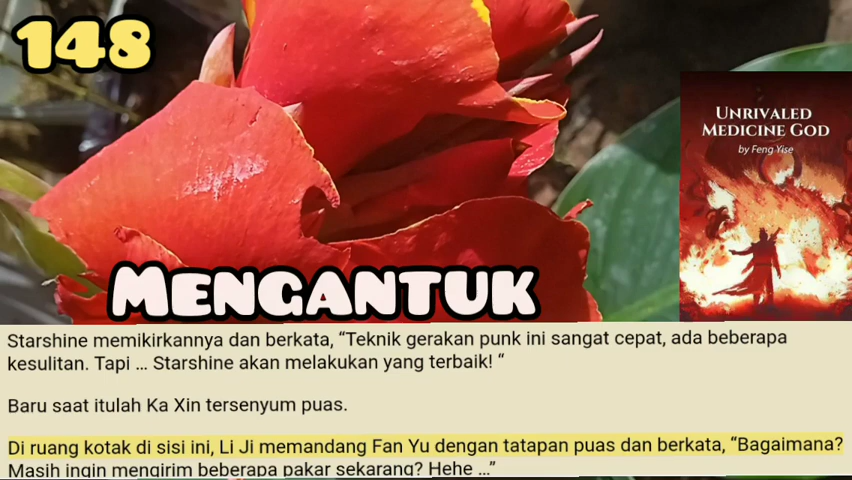 148
UNRIVALED
MEDICINE GOD
by Feng Yise
MENGANTUK
Starshine memikirkannya dan berkata, “Teknik gerakan punk ini sangat cepat, ada beberapa
kesulitan. Tapi … Starshine akan melakukan yang terbaik! “
Baru saat itulah Ka Xin tersenyum puas.
Di ruang kotak di sisi ini, Li Ji memandang Fan Yu dengan tatapan puas dan berkata, “Bagaimana?
Masih ingin mengirim beberapa pakar sekarang? Hehe …”